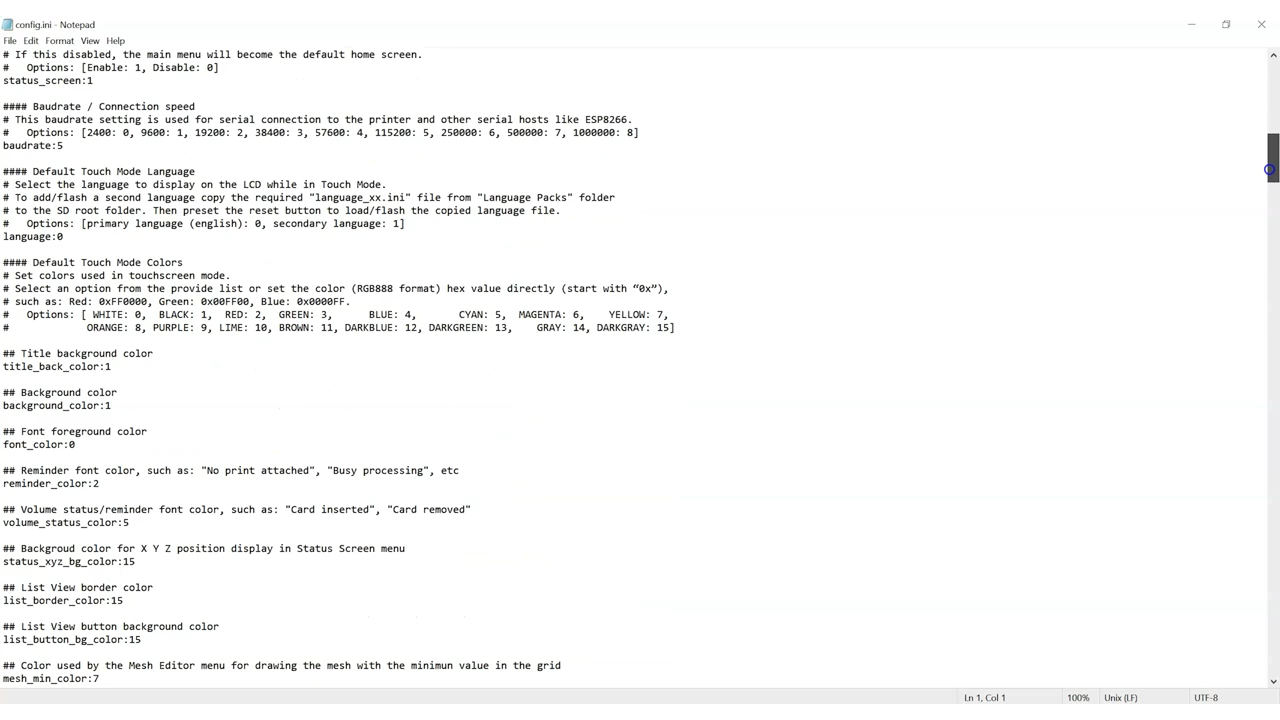 config.ini - Notepad
File Edit Format View Help
# If this disabled, the main menu will become the default home screen.
#   Options: [Enable: 1, Disable: 0]
status_screen:1

#### Baudrate / Connection speed
# This baudrate setting is used for serial connection to the printer and other serial hosts like ESP8266.
#   Options: [2400: 0, 9600: 1, 19200: 2, 38400: 3, 57600: 4, 115200: 5, 250000: 6, 500000: 7, 1000000: 8]
baudrate:5

#### Default Touch Mode Language
# Select the language to display on the LCD while in Touch Mode.
# To add/flash a second language copy the required "language_xx.ini" file from "Language Packs" folder
# to the SD root folder. Then preset the reset button to load/flash the copied language file.
#   Options: [primary language (english): 0, secondary language: 1]
language:0

#### Default Touch Mode Colors
# Set colors used in touchscreen mode.
# Select an option from the provide list or set the color (RGB888 format) hex value directly (start with “0x”),
# such as: Red: 0xFF0000, Green: 0x00FF00, Blue: 0x0000FF.
#   Options: [ WHITE: 0,  BLACK: 1,  RED: 2,  GREEN: 3,      BLUE: 4,       CYAN: 5,  MAGENTA: 6,    YELLOW: 7,
#             ORANGE: 8, PURPLE: 9, LIME: 10, BROWN: 11, DARKBLUE: 12, DARKGREEN: 13,    GRAY: 14, DARKGRAY: 15]

## Title background color
title_back_color:1

## Background color
background_color:1

## Font foreground color
font_color:0

## Reminder font color, such as: "No print attached", "Busy processing", etc
reminder_color:2

## Volume status/reminder font color, such as: "Card inserted", "Card removed"
volume_status_color:5

## Backgroud color for X Y Z position display in Status Screen menu
status_xyz_bg_color:15

## List View border color
list_border_color:15

## List View button background color
list_button_bg_color:15

## Color used by the Mesh Editor menu for drawing the mesh with the minimun value in the grid
mesh_min_color:7
Ln 1, Col 1 100% Unix (LF) UTF-8